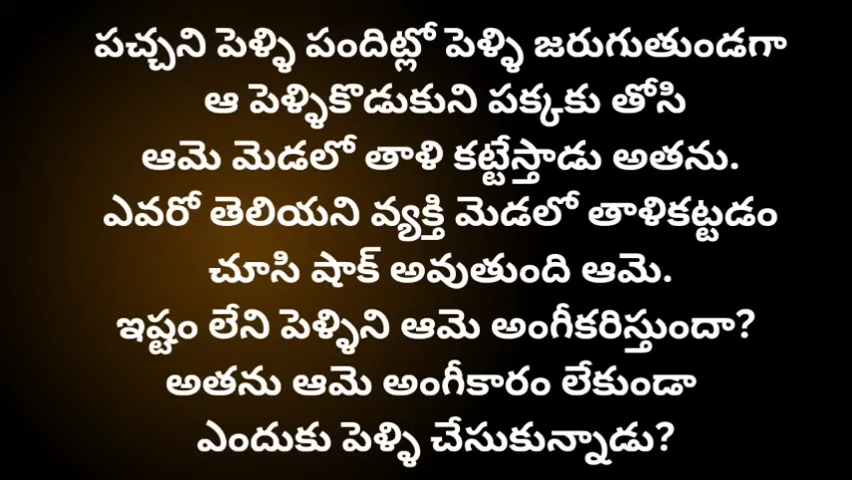 పచ్చని పెళ్ళి పందిట్లో పెళ్ళి జరుగుతుండగా
ఆ పెళ్ళికొడుకుని పక్కకు తోసి
ఆమె మెడలో తాళి కట్టేస్తాడు అతను.
ఎవరో తెలియని వ్యక్తి మెడలో తాళికట్టడం
చూసి షాక్ అవుతుంది ఆమె.
ఇష్టం లేని పెళ్ళిని ఆమె అంగీకరిస్తుందా?
అతను ఆమె అంగీకారం లేకుండా
ఎందుకు పెళ్ళి చేసుకున్నాడు?